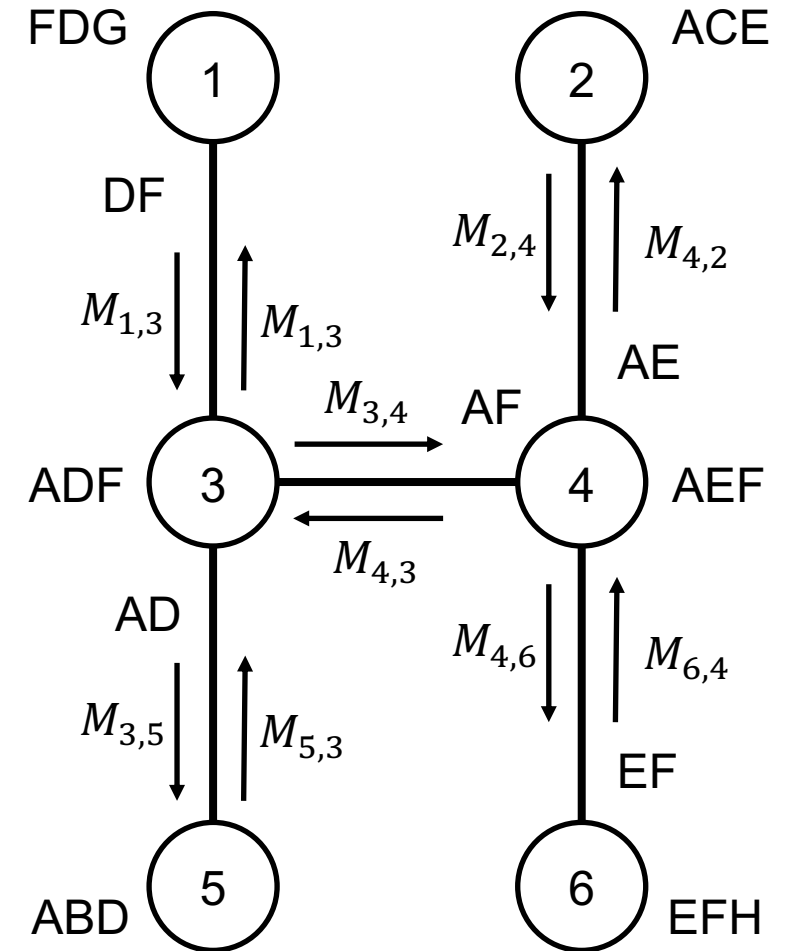 FDG
1
2
ACE
DF
M2,4
M4,2
M1,3
M1,3
AE
M3,4
AF
ADF
3
4
AEF
M4,3
AD
M4,6
M6,4
M3,5
M5,3
EF
5
6
ABD
EFH